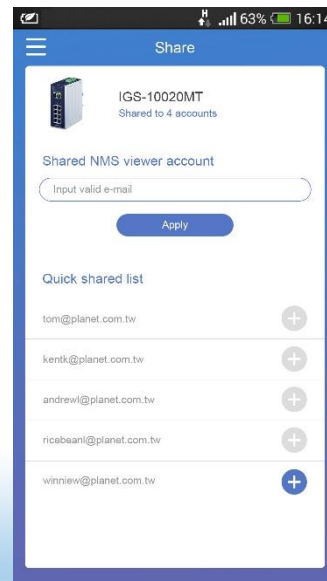 H 63% 16:14
Share
IGS-10020MT
Shared to 4 accounts
Shared NMS viewer account
Input valid e-mail
Apply
Quick shared list
tom@planet.com.tw
kentk@planet.com.tw
andrewl@planet.com.tw
ricebeanl@planet.com.tw
winniew@planet.com.tw